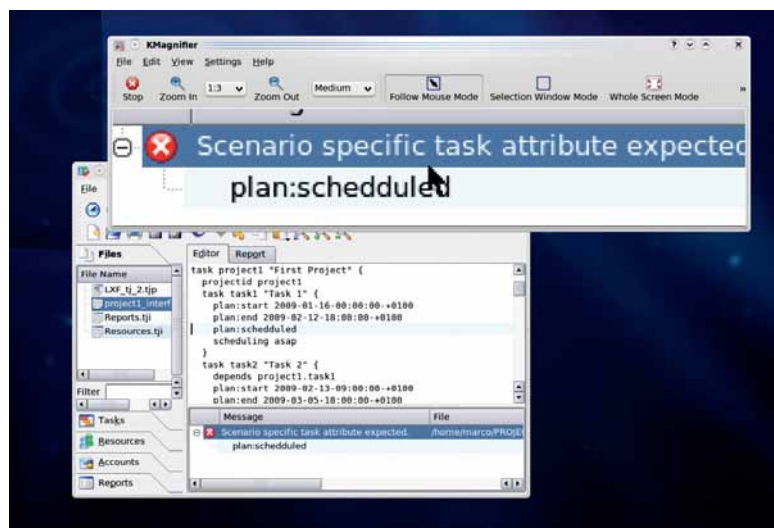 KMagnifier
File Edit View Settings Help
Stop Zoom In 1:3 Zoom Out Medium Follow Mouse Mode Selection Window Mode Whole Screen Mode »
Scenario specific task attribute expected
plan:schedduled
File
Files
Editor Report
File Name
LXF_tj_2.tjp
project1_interf
Reports.tji
Resources.tji
Filter
Tasks
Resources
Accounts
Reports
task project1 "First Project" {
projectid project1
task task1 "Task 1" {
plan:start 2009-01-16-00:00:00-+0100
plan:end 2009-02-12-18:00:00-+0100
plan:schedduled
scheduling asap
}
task task2 "Task 2" {
depends project1.task1
plan:start 2009-02-13-09:00:00-+0100
plan:end 2009-03-05-18:00:00-+0100
Message File
Scenario specific task attribute expected. /home/marco/PROJE
plan:schedduled